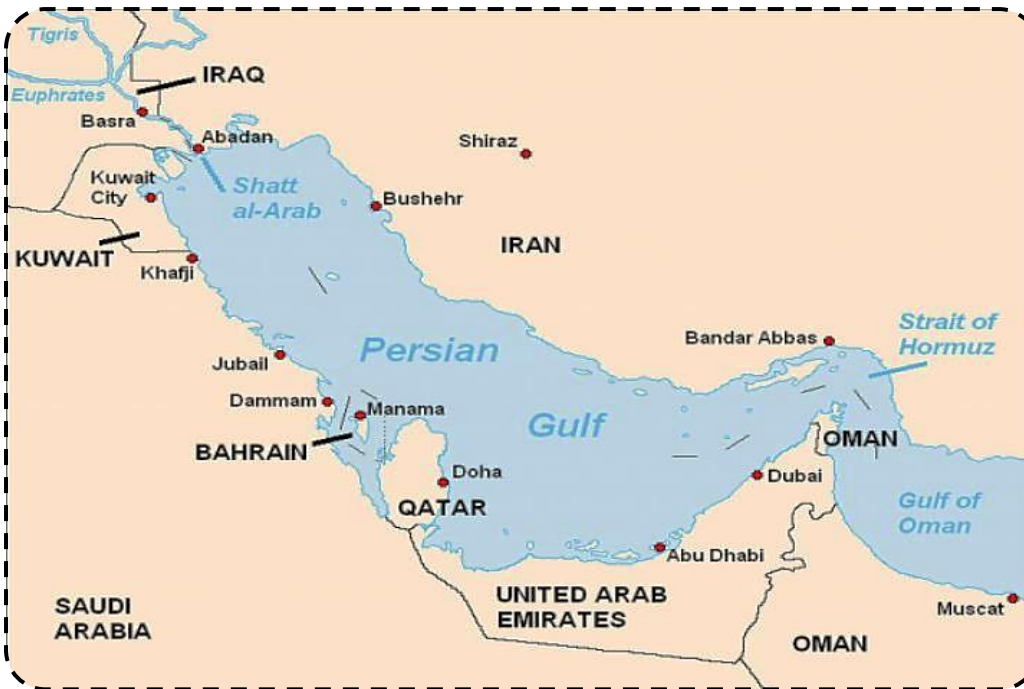 Tigris
IRAQ
Euphrates
Basra
Abadan
Shiraz
Kuwait
City
Shatt
al-Arab
Bushehr
IRAN
KUWAIT
Khafji
Strait of
Hormuz
Bandar Abbas
Persian
Jubail
Dammam
Manama
Gulf
OMAN
BAHRAIN
Doha
Dubai
QATAR
Gulf of
Oman
Abu Dhabi
UNITED ARAB
EMIRATES
SAUDI
ARABIA
Muscat
OMAN